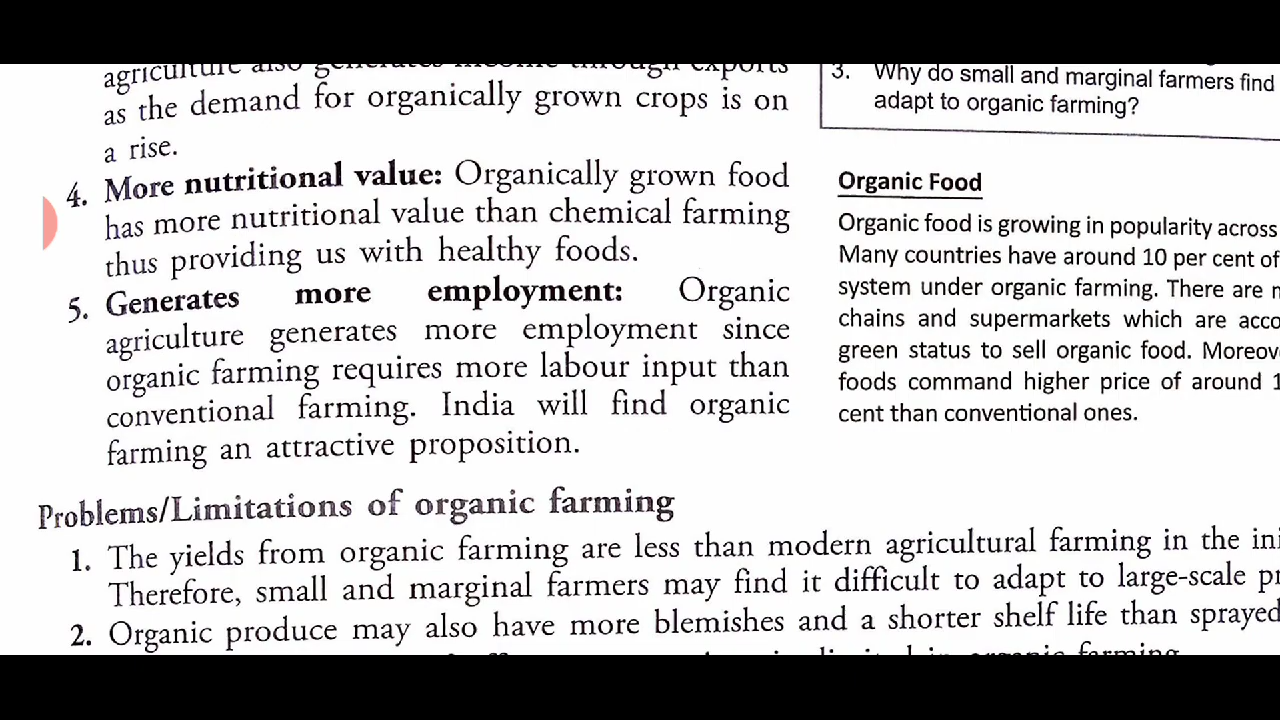 agriculture also generates income through exports
as the demand for organically grown crops is on
a rise.
4. More nutritional value: Organically grown food
has more nutritional value than chemical farming
thus providing us with healthy foods.
5. Generates more employment: Organic
agriculture generates more employment since
organic farming requires more labour input than
conventional farming. India will find organic
farming an attractive proposition.
3. Why do small and marginal farmers find
adapt to organic farming?
Organic Food
Organic food is growing in popularity across
Many countries have around 10 per cent of
system under organic farming. There are
chains and supermarkets which are
green status to sell organic food.
foods command higher price of around
cent than conventional ones.
Problems/Limitations of organic farming
1. The yields from organic farming are less than modern agricultural farming in the
Therefore, small and marginal farmers may find it difficult to adapt to large-scale
2. Organic produce may also have more blemishes and a shorter shelf life than sprayed
organic farming